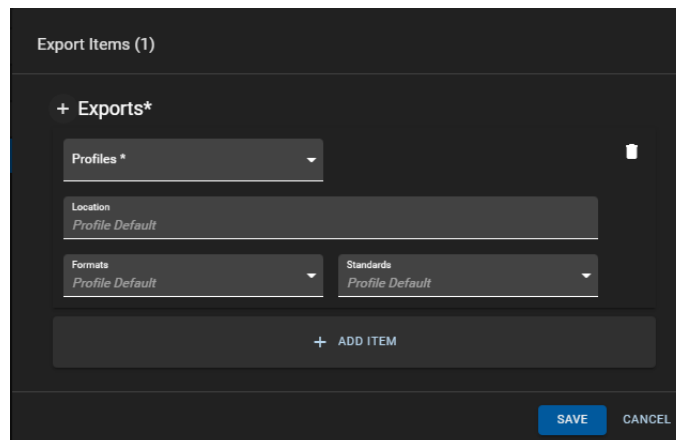 Export Items (1)
+ Exports*
Profiles *
Location
Profile Default
Formats
Profile Default
Standards
Profile Default
+ ADD ITEM
SAVE CANCEL